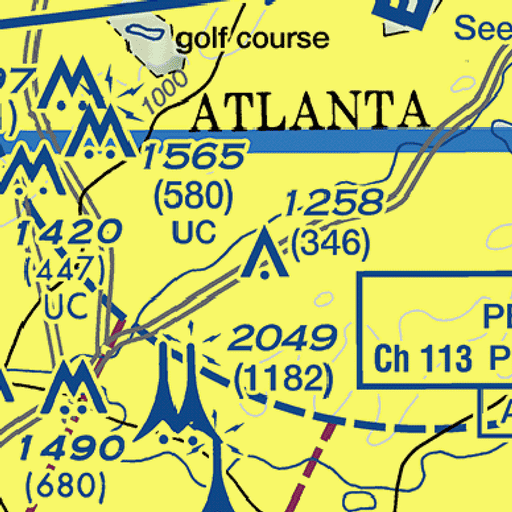 golf course
See
97
1000
ATLANTA
1565
(580)
UC
1258
(346)
1420
(447)
UC
2049
(1182)
Ch 113 P
1490
(680)